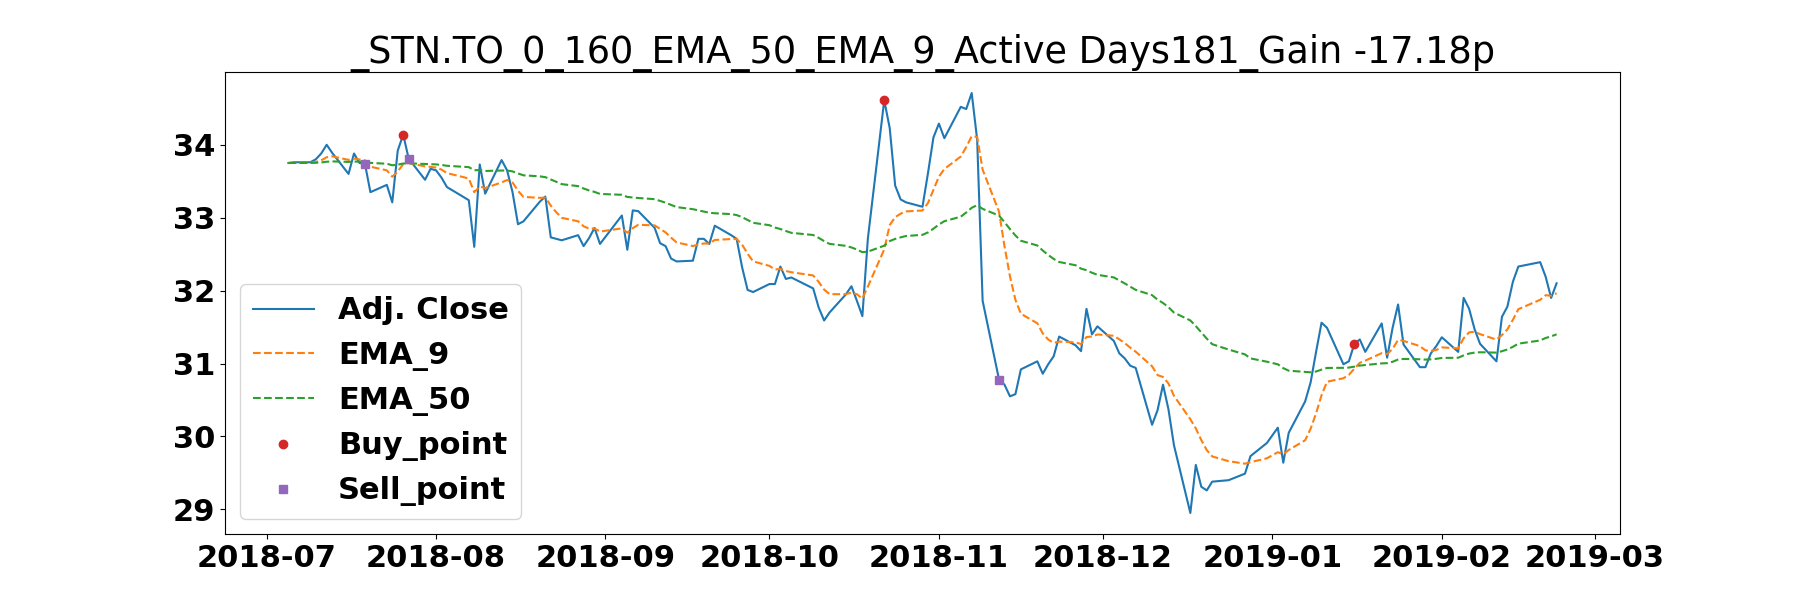 _STN.TO_0_160_EMA_50_EMA_9_Active Days181_Gain -17.18p
34
33
32
31
30
29
Adj. Close
EMA_9
EMA_50
Buy_point
Sell_point
2018-07 2018-08 2018-09 2018-10 2018-11 2018-12 2019-01 2019-02 2019-03